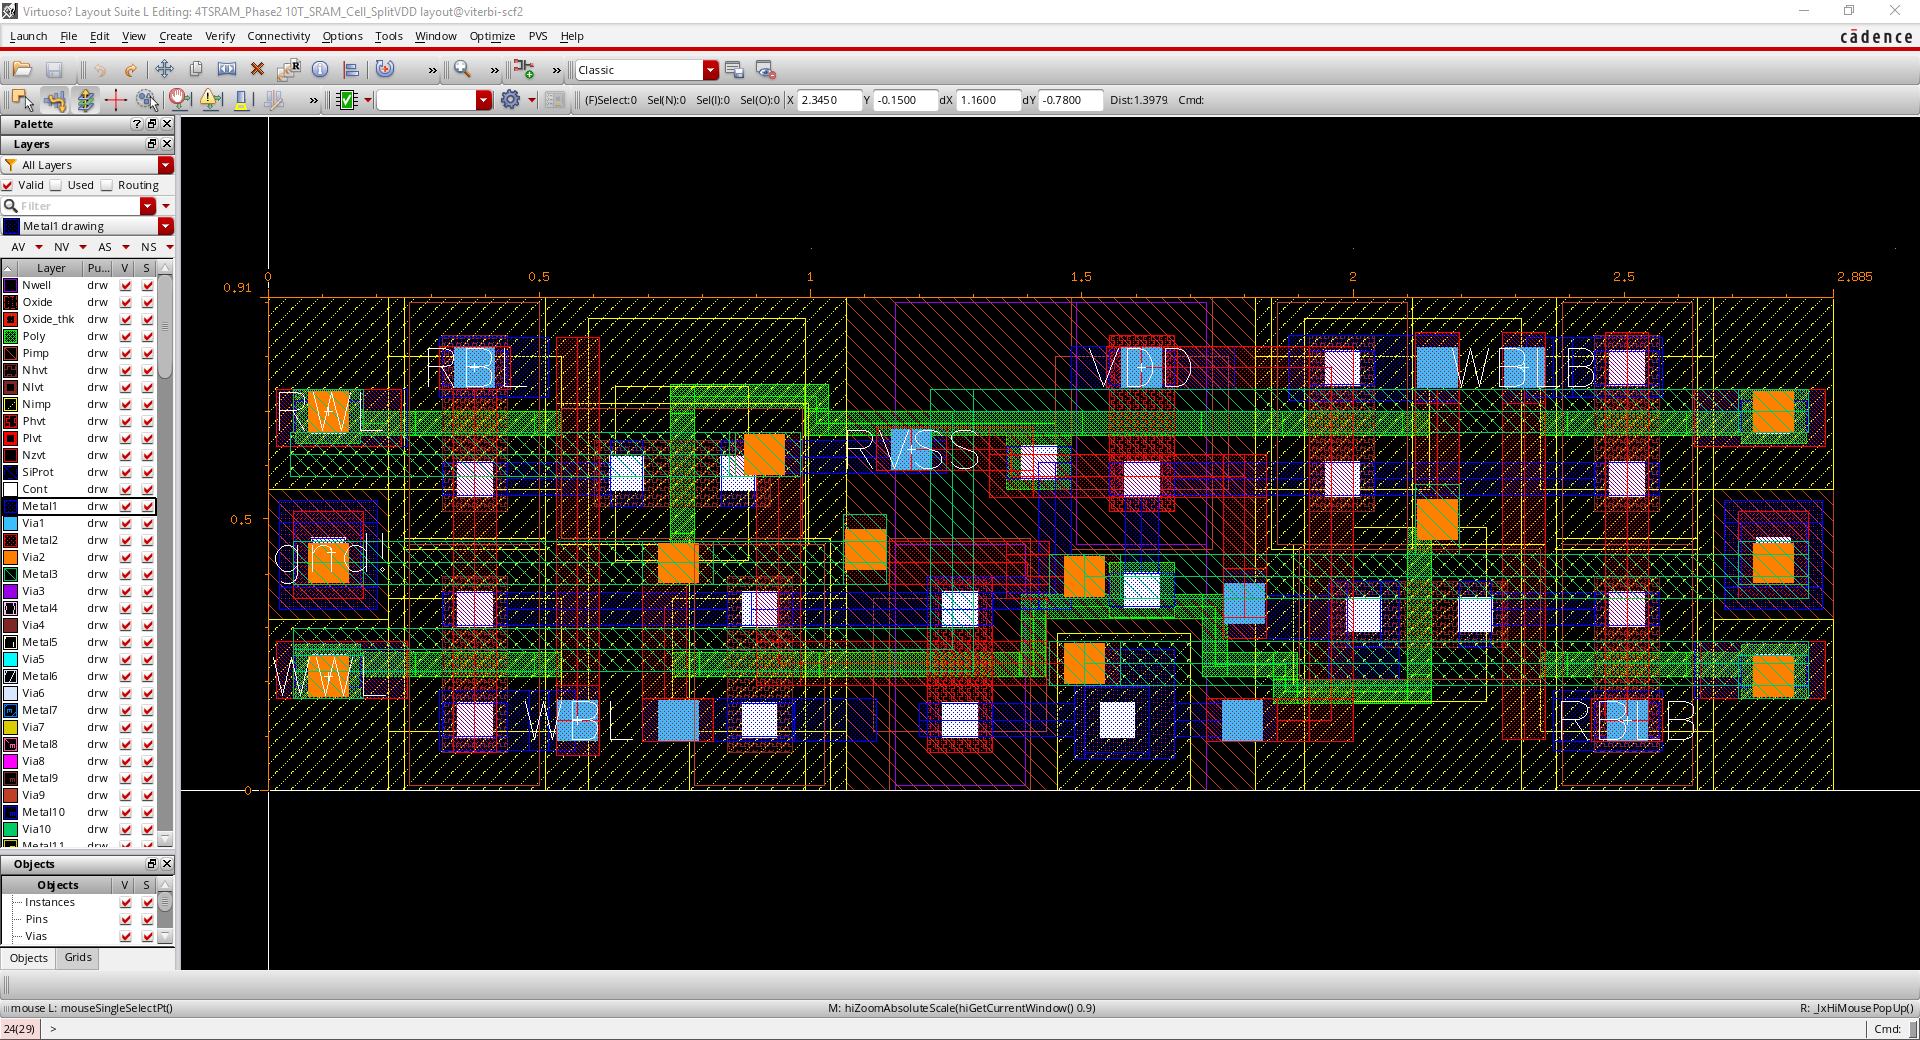 Virtuoso? Layout Suite L Editing: 4TSRAM_Phase2 10T_SRAM_Cell_SplitVDD layout@viterbi-scf2
Launch File Edit View Create Verify Connectivity Options Tools Window Optimize PVS Help
cādence
» » » Classic
» (F)Select:0 Sel(N):0 Sel(I):0 Sel(O):0 X 2.3450 Y -0.1500 dX 1.1600 dY -0.7800 Dist:1.3979 Cmd:
Palette
Layers
All Layers
Valid Used Routing
Filter
Metal1 drawing
AV NV AS NS
Layer Pu... V S
Nwell drw
Oxide drw
Oxide_thk drw
Poly drw
Pimp drw
Nhvt drw
Nlvt drw
Nimp drw
Phvt drw
Plvt drw
Nzvt drw
SiProt drw
Cont drw
Metal1 drw
Via1 drw
Metal2 drw
Via2 drw
Metal3 drw
Via3 drw
Metal4 drw
Via4 drw
Metal5 drw
Via5 drw
Metal6 drw
Via6 drw
Metal7 drw
Via7 drw
Metal8 drw
Via8 drw
Metal9 drw
Via9 drw
Metal10 drw
Via10 drw
Metal11 drw
Objects
Objects V S
Instances
Pins
Vias
Objects Grids
0 0.5 1 1.5 2 2.5 2.885
0.91
RBL VDD WBLB
RWL VSS
0.5
gnd!
WWL
WBL RBLB
0
mouse L: mouseSingleSelectPt() M: hiZoomAbsoluteScale(hiGetCurrentWindow() 0.9) R: _lxHiMousePopUp()
24(29) > Cmd: